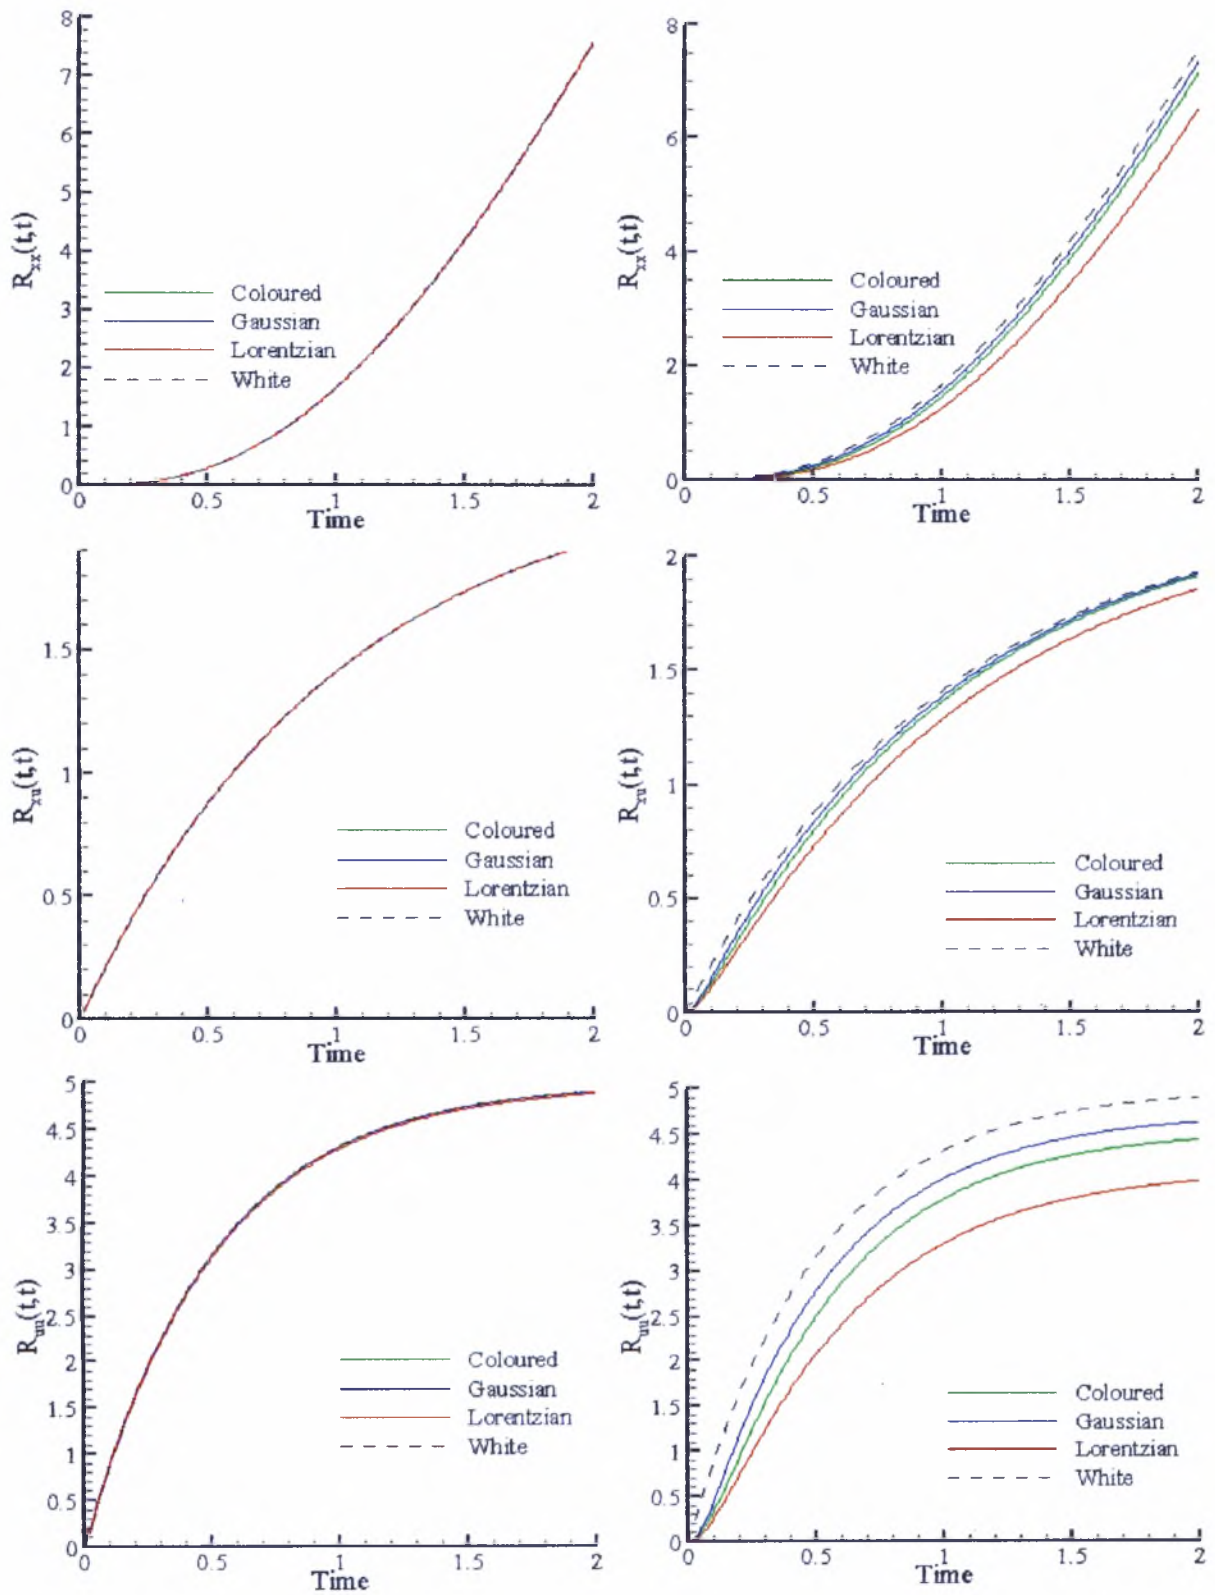 8
7
6
5
4
3
2
1
0
R_xx(t,t)
Coloured
Gaussian
Lorentzian
White
0 0.5 1 1.5 2
Time
8
6
4
2
0
R_xx(t,t)
Coloured
Gaussian
Lorentzian
White
0 0.5 1 1.5 2
Time
1.5
1
0.5
0
R_xu(t,t)
Coloured
Gaussian
Lorentzian
White
0 0.5 1 1.5 2
Time
2
1.5
1
0.5
0
R_xu(t,t)
Coloured
Gaussian
Lorentzian
White
0 0.5 1 1.5 2
Time
5
4.5
4
3.5
3
2.5
2
1.5
1
0.5
0
R_uu(t,t)
Coloured
Gaussian
Lorentzian
White
0 0.5 1 1.5 2
Time
5
4.5
4
3.5
3
2.5
2
1.5
1
0.5
0
R_uu(t,t)
Coloured
Gaussian
Lorentzian
White
0 0.5 1 1.5 2
Time